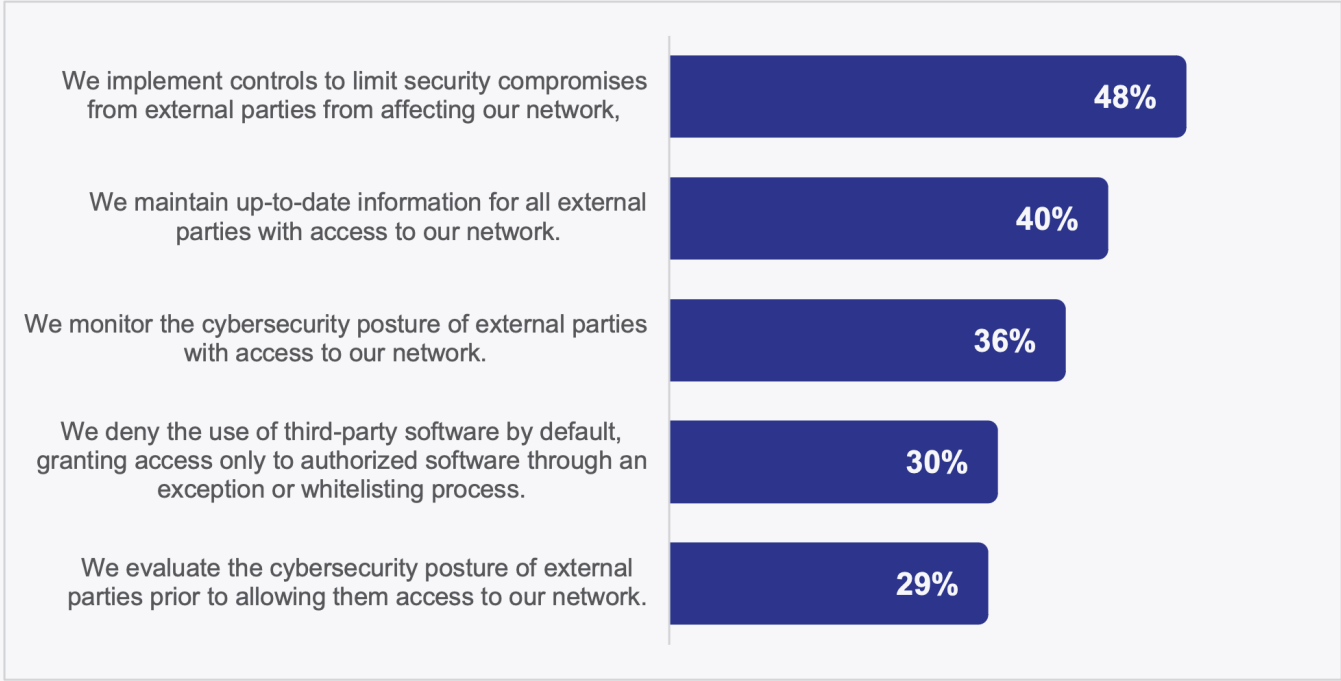 We implement controls to limit security compromises
from external parties from affecting our network,
48%
We maintain up-to-date information for all external
parties with access to our network.
40%
We monitor the cybersecurity posture of external parties
with access to our network.
36%
We deny the use of third-party software by default,
granting access only to authorized software through an
exception or whitelisting process.
30%
We evaluate the cybersecurity posture of external
parties prior to allowing them access to our network.
29%